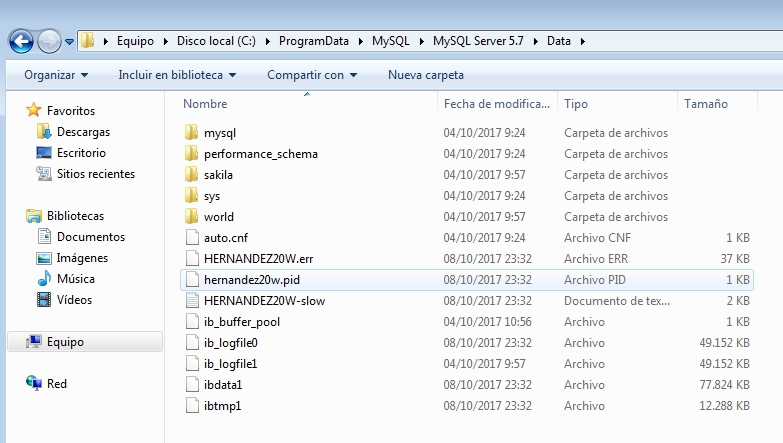 Equipo Disco local (C:) ProgramData MySQL MySQL Server 5.7 Data
Organizar Incluir en biblioteca Compartir con Nueva carpeta
Favoritos
Descargas
Escritorio
Sitios recientes
Bibliotecas
Documentos
Imágenes
Música
Vídeos
Equipo
Red
Nombre Fecha de modifica... Tipo Tamaño
mysql 04/10/2017 9:24 Carpeta de archivos
performance_schema 04/10/2017 9:24 Carpeta de archivos
sakila 04/10/2017 9:57 Carpeta de archivos
sys 04/10/2017 9:24 Carpeta de archivos
world 04/10/2017 9:57 Carpeta de archivos
auto.cnf 04/10/2017 9:24 Archivo CNF 1 KB
HERNANDEZ20W.err 08/10/2017 23:32 Archivo ERR 37 KB
hernandez20w.pid 08/10/2017 23:32 Archivo PID 1 KB
HERNANDEZ20W-slow 08/10/2017 23:32 Documento de tex... 2 KB
ib_buffer_pool 04/10/2017 10:56 Archivo 1 KB
ib_logfile0 08/10/2017 23:32 Archivo 49.152 KB
ib_logfile1 04/10/2017 9:57 Archivo 49.152 KB
ibdata1 08/10/2017 23:32 Archivo 77.824 KB
ibtmp1 08/10/2017 23:32 Archivo 12.288 KB